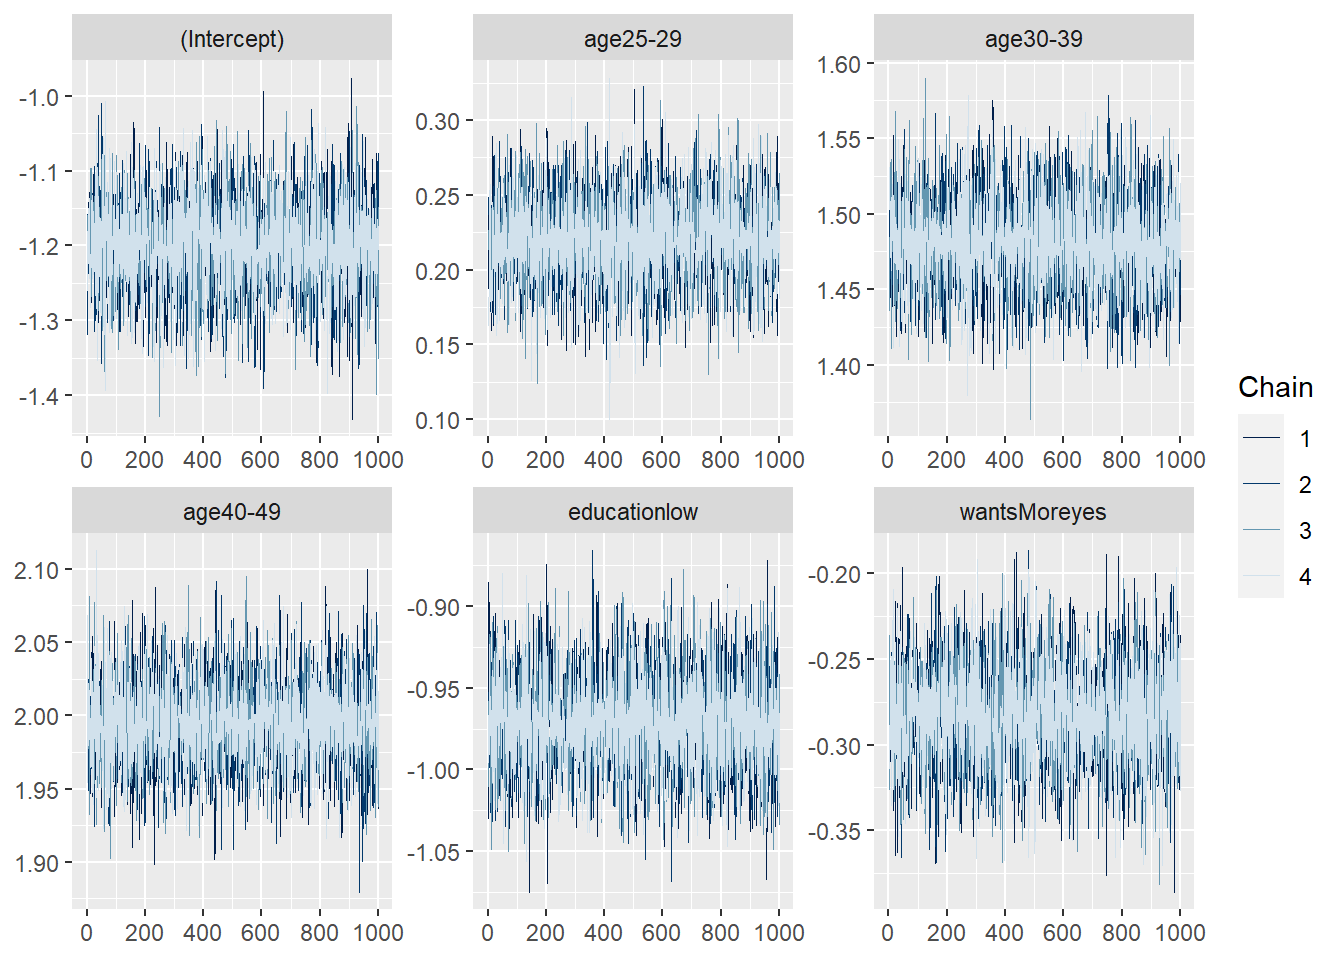 (Intercept)
age25-29
age30-39
-1.0
-1.1
-1.2
-1.3
-1.4
0.30
0.25
0.20
0.15
0.10
1.60
1.55
1.50
1.45
1.40
0 200 400 600 800 1000
0 200 400 600 800 1000
0 200 400 600 800 1000
age40-49
educationlow
wantsMoreyes
2.10
2.05
2.00
1.95
1.90
-0.90
-0.95
-1.00
-1.05
-0.20
-0.25
-0.30
-0.35
0 200 400 600 800 1000
0 200 400 600 800 1000
0 200 400 600 800 1000
Chain
1
2
3
4